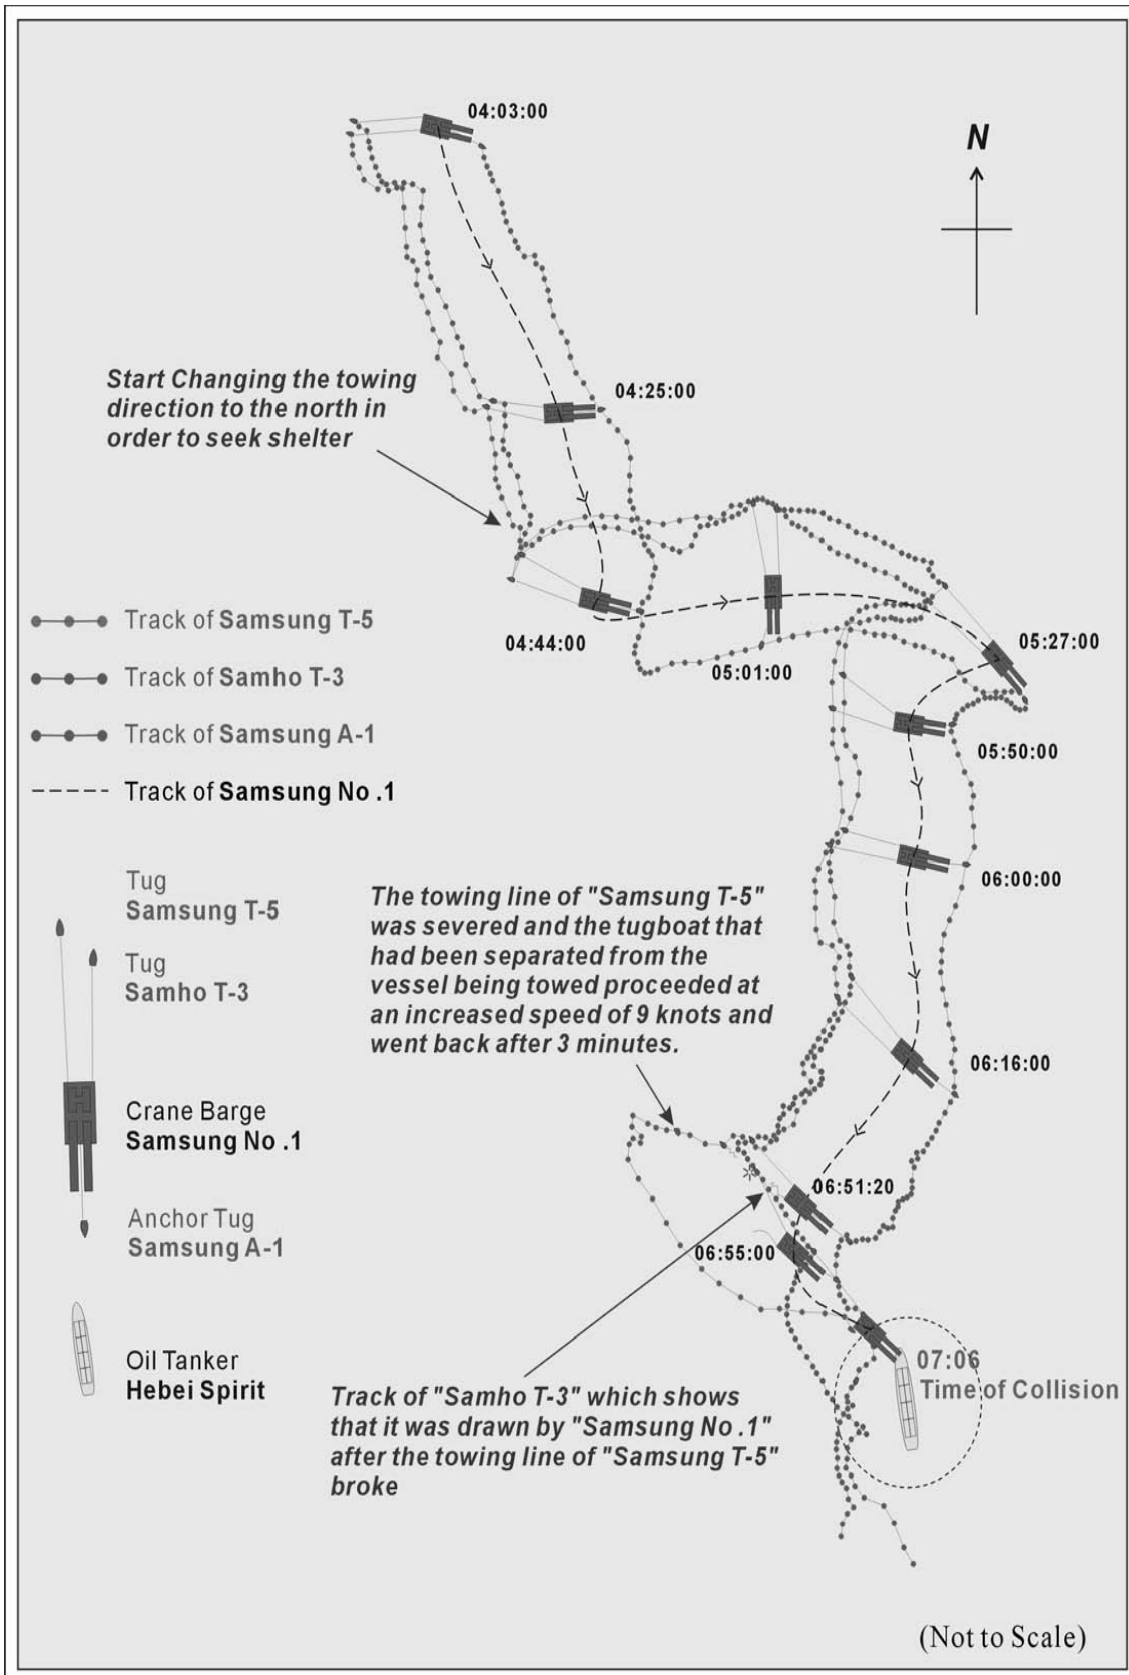 04:03:00
N
Start Changing the towing
direction to the north in
order to seek shelter
04:25:00
04:44:00
05:01:00
05:27:00
05:50:00
06:00:00
06:16:00
06:51:20
06:55:00
Track of Samsung T-5
Track of Samho T-3
Track of Samsung A-1
Track of Samsung No .1
Tug
Samsung T-5
Tug
Samho T-3
Crane Barge
Samsung No .1
Anchor Tug
Samsung A-1
Oil Tanker
Hebei Spirit
The towing line of "Samsung T-5"
was severed and the tugboat that
had been separated from the
vessel being towed proceeded at
an increased speed of 9 knots and
went back after 3 minutes.
07:06
Time of Collision
Track of "Samho T-3" which shows
that it was drawn by "Samsung No .1"
after the towing line of "Samsung T-5"
broke
(Not to Scale)